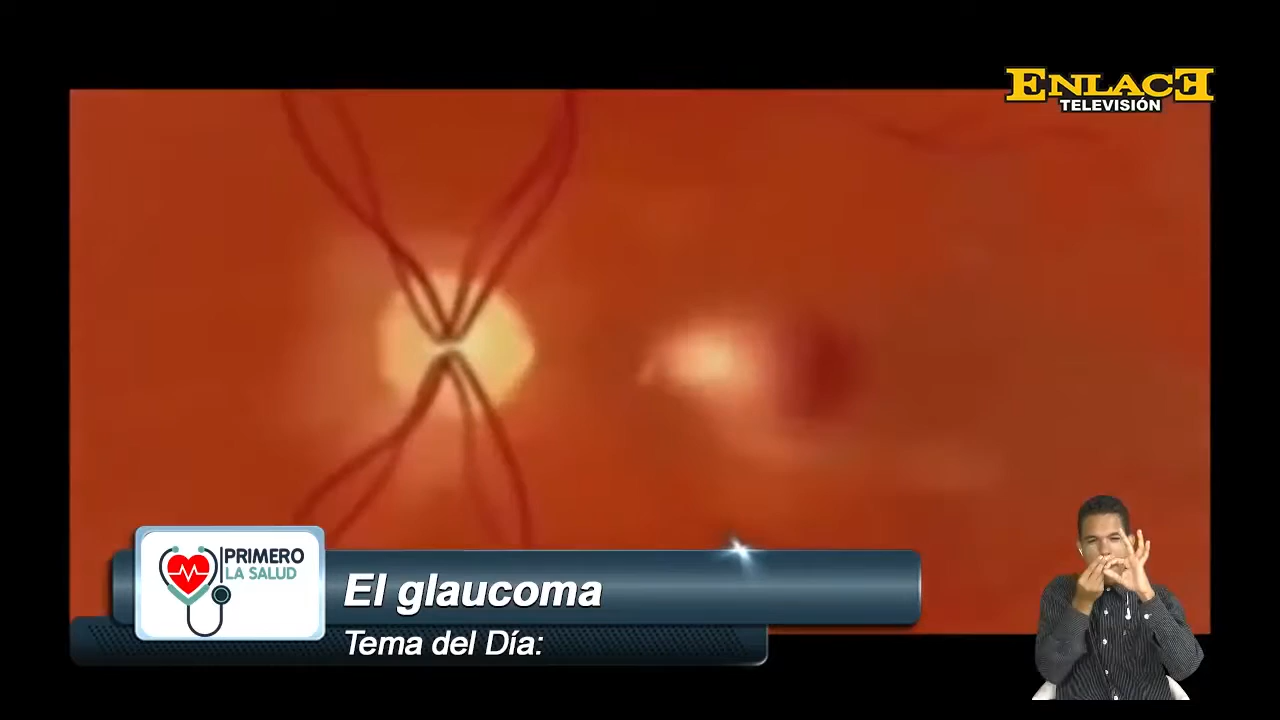 ENLACE
TELEVISIÓN
PRIMERO
LA SALUD
El glaucoma
Tema del Día: